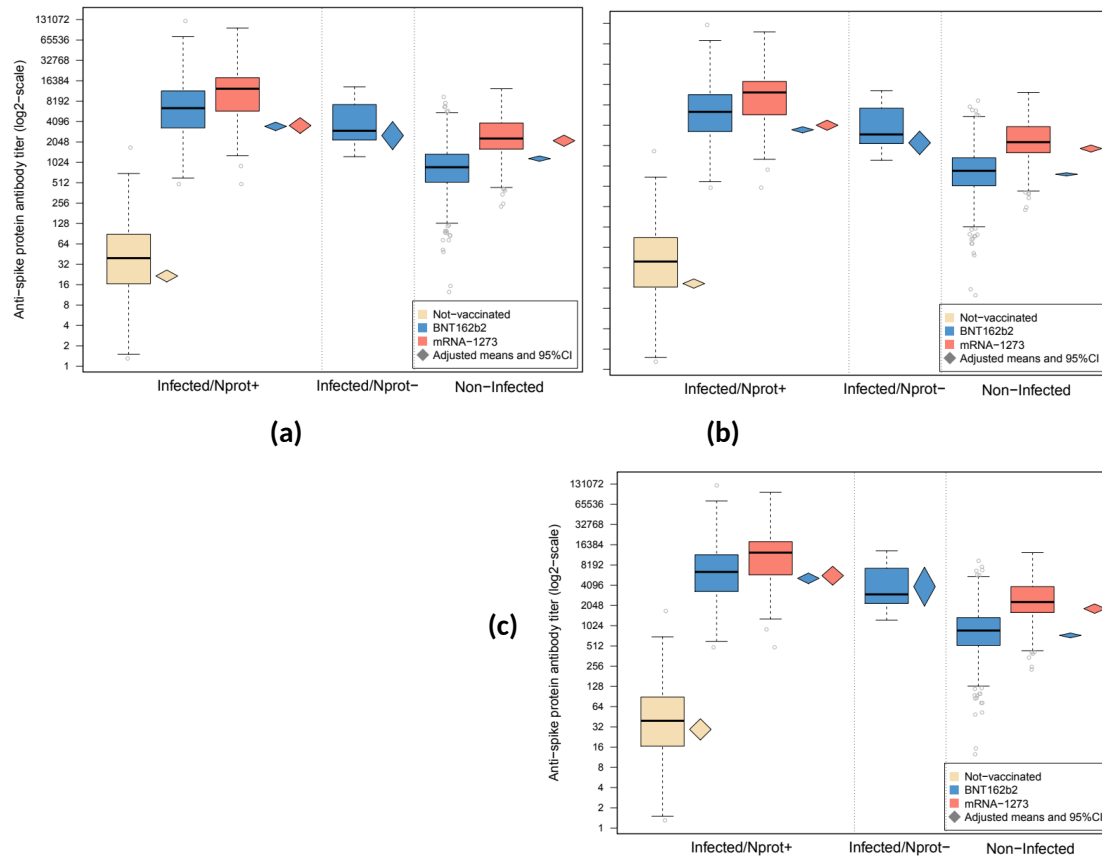 Anti−spike protein antibody titer (log2−scale)
131072
65536
32768
16384
8192
4096
2048
1024
512
256
128
64
32
16
8
4
2
1
Not−vaccinated
BNT162b2
mRNA−1273
Adjusted means and 95%CI
Infected/Nprot+
Infected/Nprot−
Non−Infected
(a)
Not−vaccinated
BNT162b2
mRNA−1273
Adjusted means and 95%CI
Infected/Nprot+
Infected/Nprot−
Non−Infected
(b)
(c)
Anti−spike protein antibody titer (log2−scale)
131072
65536
32768
16384
8192
4096
2048
1024
512
256
128
64
32
16
8
4
2
1
Not−vaccinated
BNT162b2
mRNA−1273
Adjusted means and 95%CI
Infected/Nprot+
Infected/Nprot−
Non−Infected